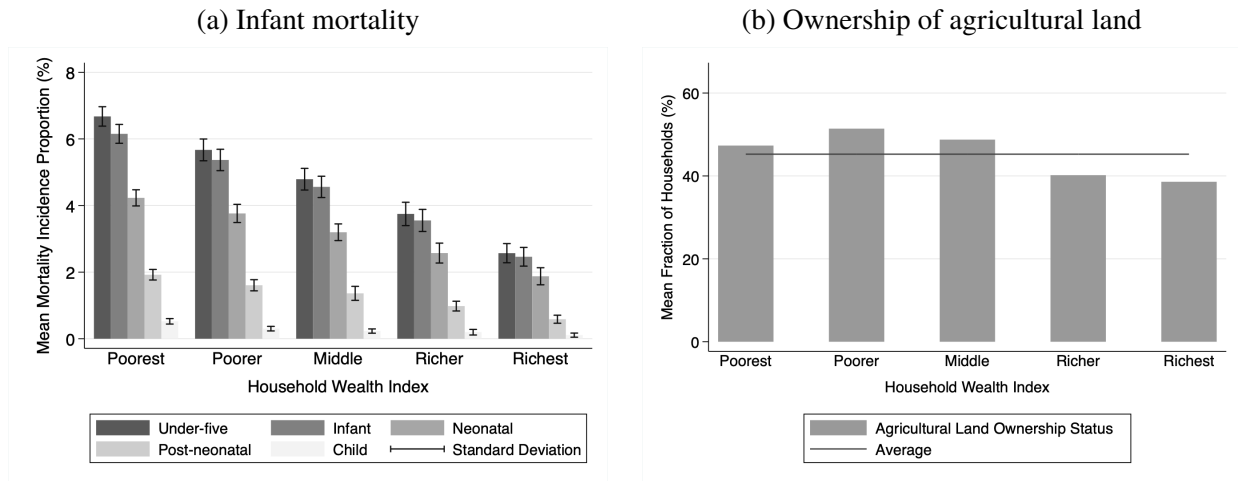 (a) Infant mortality
Mean Mortality Incidence Proportion (%)
8
6
4
2
0
Poorest Poorer Middle Richer Richest
Household Wealth Index
Under-five Infant Neonatal
Post-neonatal Child Standard Deviation
(b) Ownership of agricultural land
Mean Fraction of Households (%)
60
40
20
0
Poorest Poorer Middle Richer Richest
Household Wealth Index
Agricultural Land Ownership Status
Average